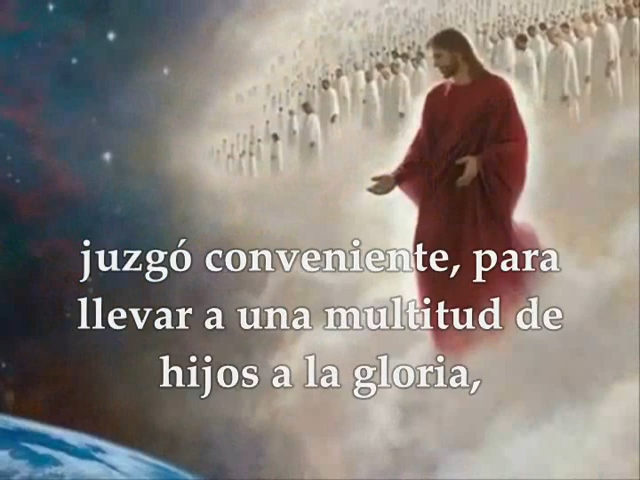 juzgó conveniente, para
llevar a una multitud de
hijos a la gloria,